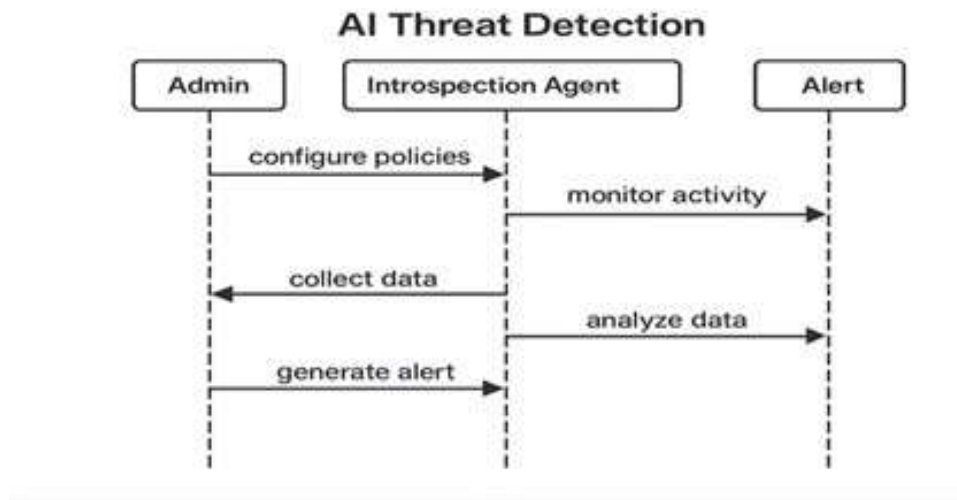 AI Threat Detection
Admin
Introspection Agent
Alert
configure policies
monitor activity
collect data
analyze data
generate alert